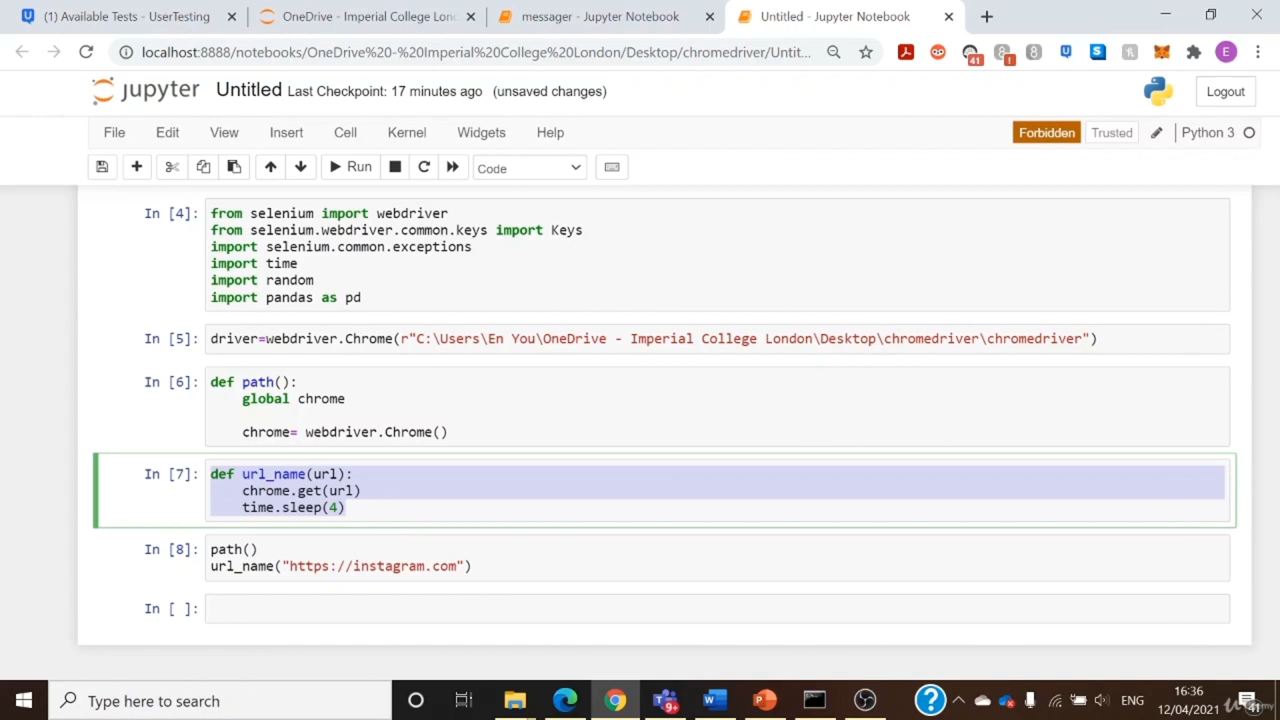 (1) Available Tests - UserTesting
OneDrive - Imperial College Lon
messager - Jupyter Notebook
Untitled - Jupyter Notebook
localhost:8888/notebooks/OneDrive%20-%20Imperial%20College%20London/Desktop/chromedriver/Untit...
41
jupyter Untitled Last Checkpoint: 17 minutes ago (unsaved changes)
Logout
File Edit View Insert Cell Kernel Widgets Help
Forbidden Trusted Python 3
Run Code
In [4]: from selenium import webdriver
from selenium.webdriver.common.keys import Keys
import selenium.common.exceptions
import time
import random
import pandas as pd
In [5]: driver=webdriver.Chrome(r"C:\Users\En You\OneDrive - Imperial College London\Desktop\chromedriver\chromedriver")
In [6]: def path():
global chrome
chrome= webdriver.Chrome()
In [7]: def url_name(url):
chrome.get(url)
time.sleep(4)
In [8]: path()
url_name("https://instagram.com")
In [ ]:
Type here to search
ENG
16:36
12/04/2021